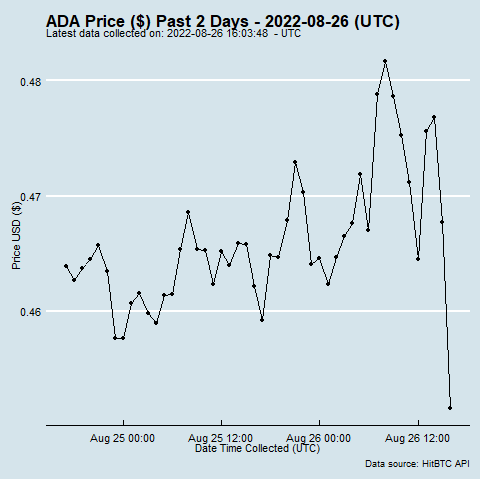 ADA Price ($) Past 2 Days - 2022-08-26 (UTC)
Latest data collected on: 2022-08-26 16:03:48 - UTC
0.48
0.47
0.46
Price USD ($)
Aug 25 00:00 Aug 25 12:00 Aug 26 00:00 Aug 26 12:00
Date Time Collected (UTC)
Data source: HitBTC API